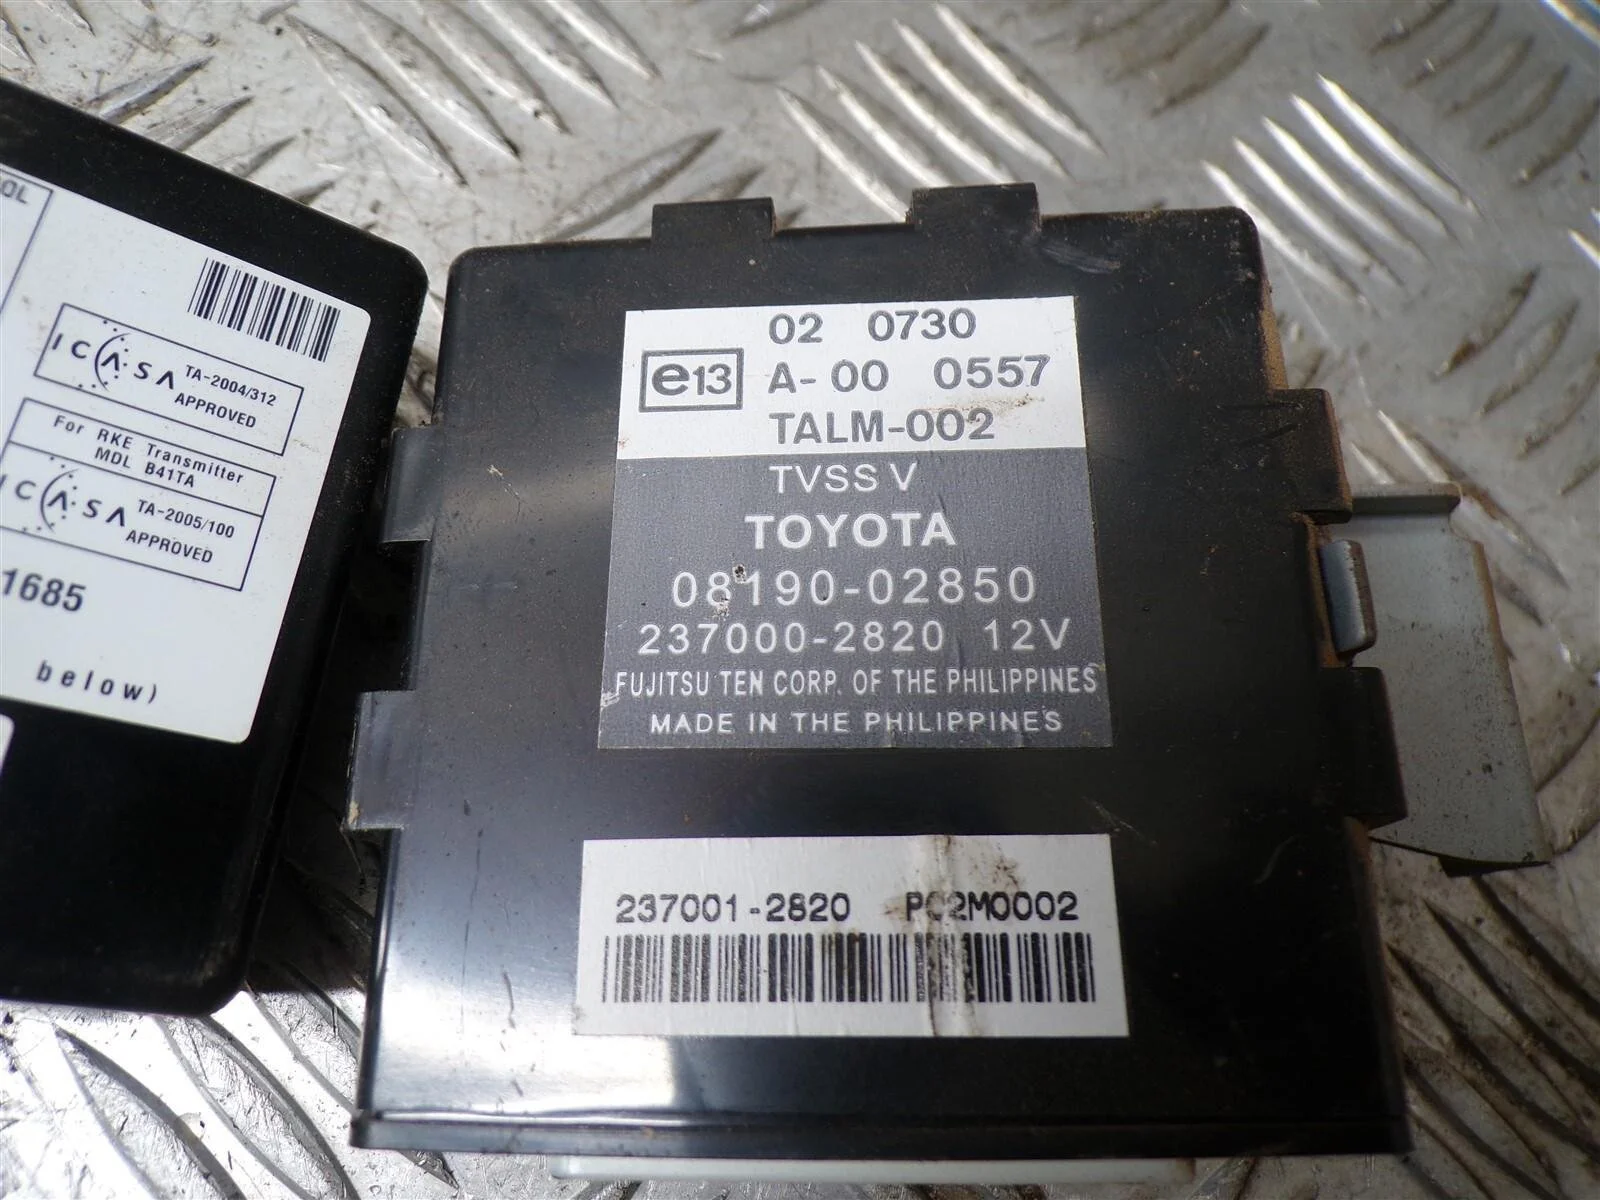 ICASA
TA-2004/312
APPROVED
For RKE Transmitter
MDL B41TA
ICASA
TA-2005/100
APPROVED
1685
below)
02 0730
e13 A-00 0557
TALM-002
TVSS V
TOYOTA
08190-02850
237000-2820 12V
FUJITSU TEN CORP. OF THE PHILIPPINES
MADE IN THE PHILIPPINES
237001-2820 P02M0002